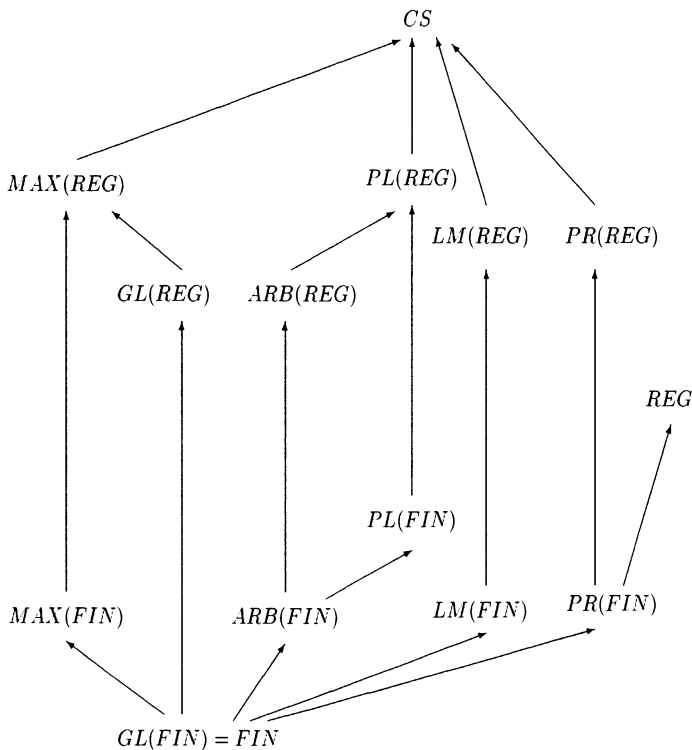 CS
MAX(REG)
PL(REG)
LM(REG)
PR(REG)
GL(REG)
ARB(REG)
REG
PL(FIN)
MAX(FIN)
ARB(FIN)
LM(FIN)
PR(FIN)
GL(FIN) = FIN